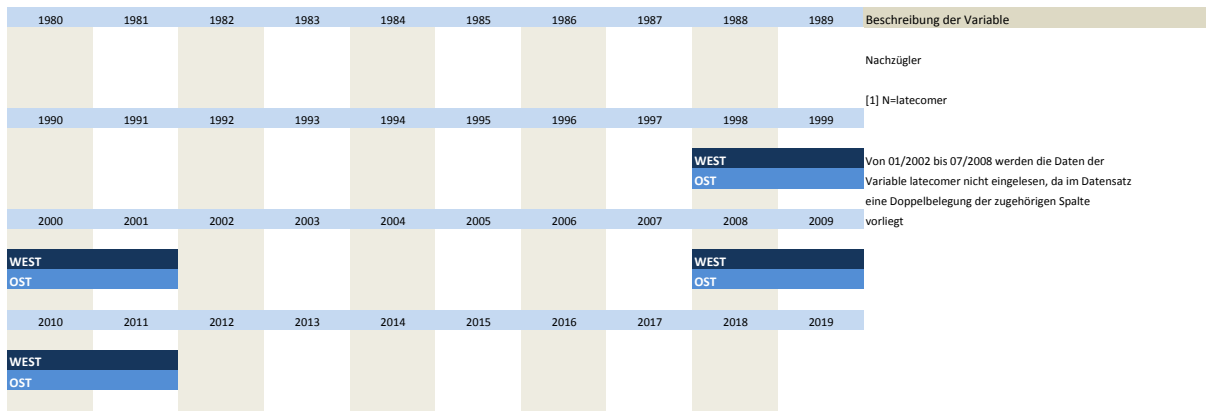 1980 1981 1982 1983 1984 1985 1986 1987 1988 1989 Beschreibung der Variable
Nachzügler
[1] N=latecomer
1990 1991 1992 1993 1994 1995 1996 1997 1998 1999
WEST Von 01/2002 bis 07/2008 werden die Daten der
OST Variable latecomer nicht eingelesen, da im Datensatz
eine Doppelbelegung der zugehörigen Spalte
2000 2001 2002 2003 2004 2005 2006 2007 2008 2009 vorliegt
WEST WEST
OST OST
2010 2011 2012 2013 2014 2015 2016 2017 2018 2019
WEST
OST